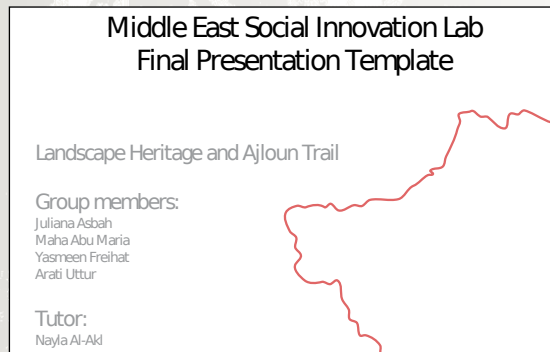 Middle East Social Innovation Lab
Final Presentation Template
Landscape Heritage and Ajloun Trail
Group members:
Juliana Asbah
Maha Abu Maria
Yasmeen Freihat
Arati Uttur
Tutor:
Nayla Al-Akl